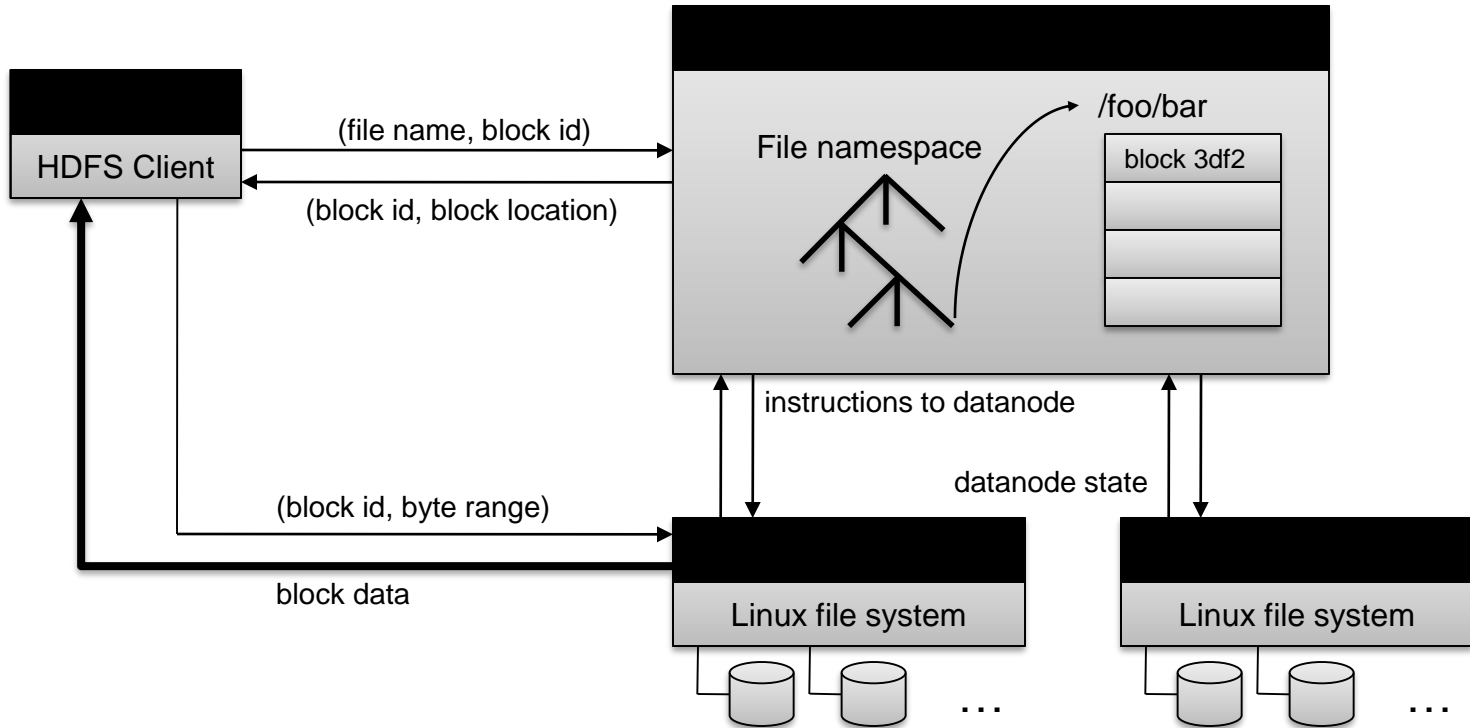 /foo/bar
(file name, block id)
File namespace
block 3df2
HDFS Client
(block id, block location)
instructions to datanode
datanode state
(block id, byte range)
block data
Linux file system
Linux file system
...
...